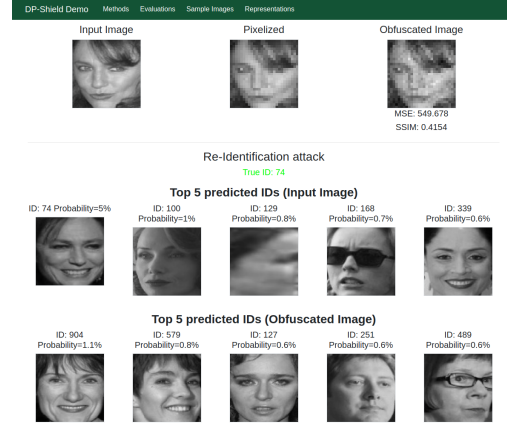 DP-Shield Demo Methods Evaluations Sample Images Representations
Input Image Pixelized Obfuscated Image
MSE: 549.678
SSIM: 0.4154
Re-Identification attack
True ID: 74
Top 5 predicted IDs (Input Image)
ID: 74 Probability=5% ID: 100 ID: 129 ID: 168 ID: 339
Probability=1% Probability=0.8% Probability=0.7% Probability=0.6%
Top 5 predicted IDs (Obfuscated Image)
ID: 904 ID: 579 ID: 127 ID: 251 ID: 489
Probability=1.1% Probability=0.8% Probability=0.6% Probability=0.6% Probability=0.6%